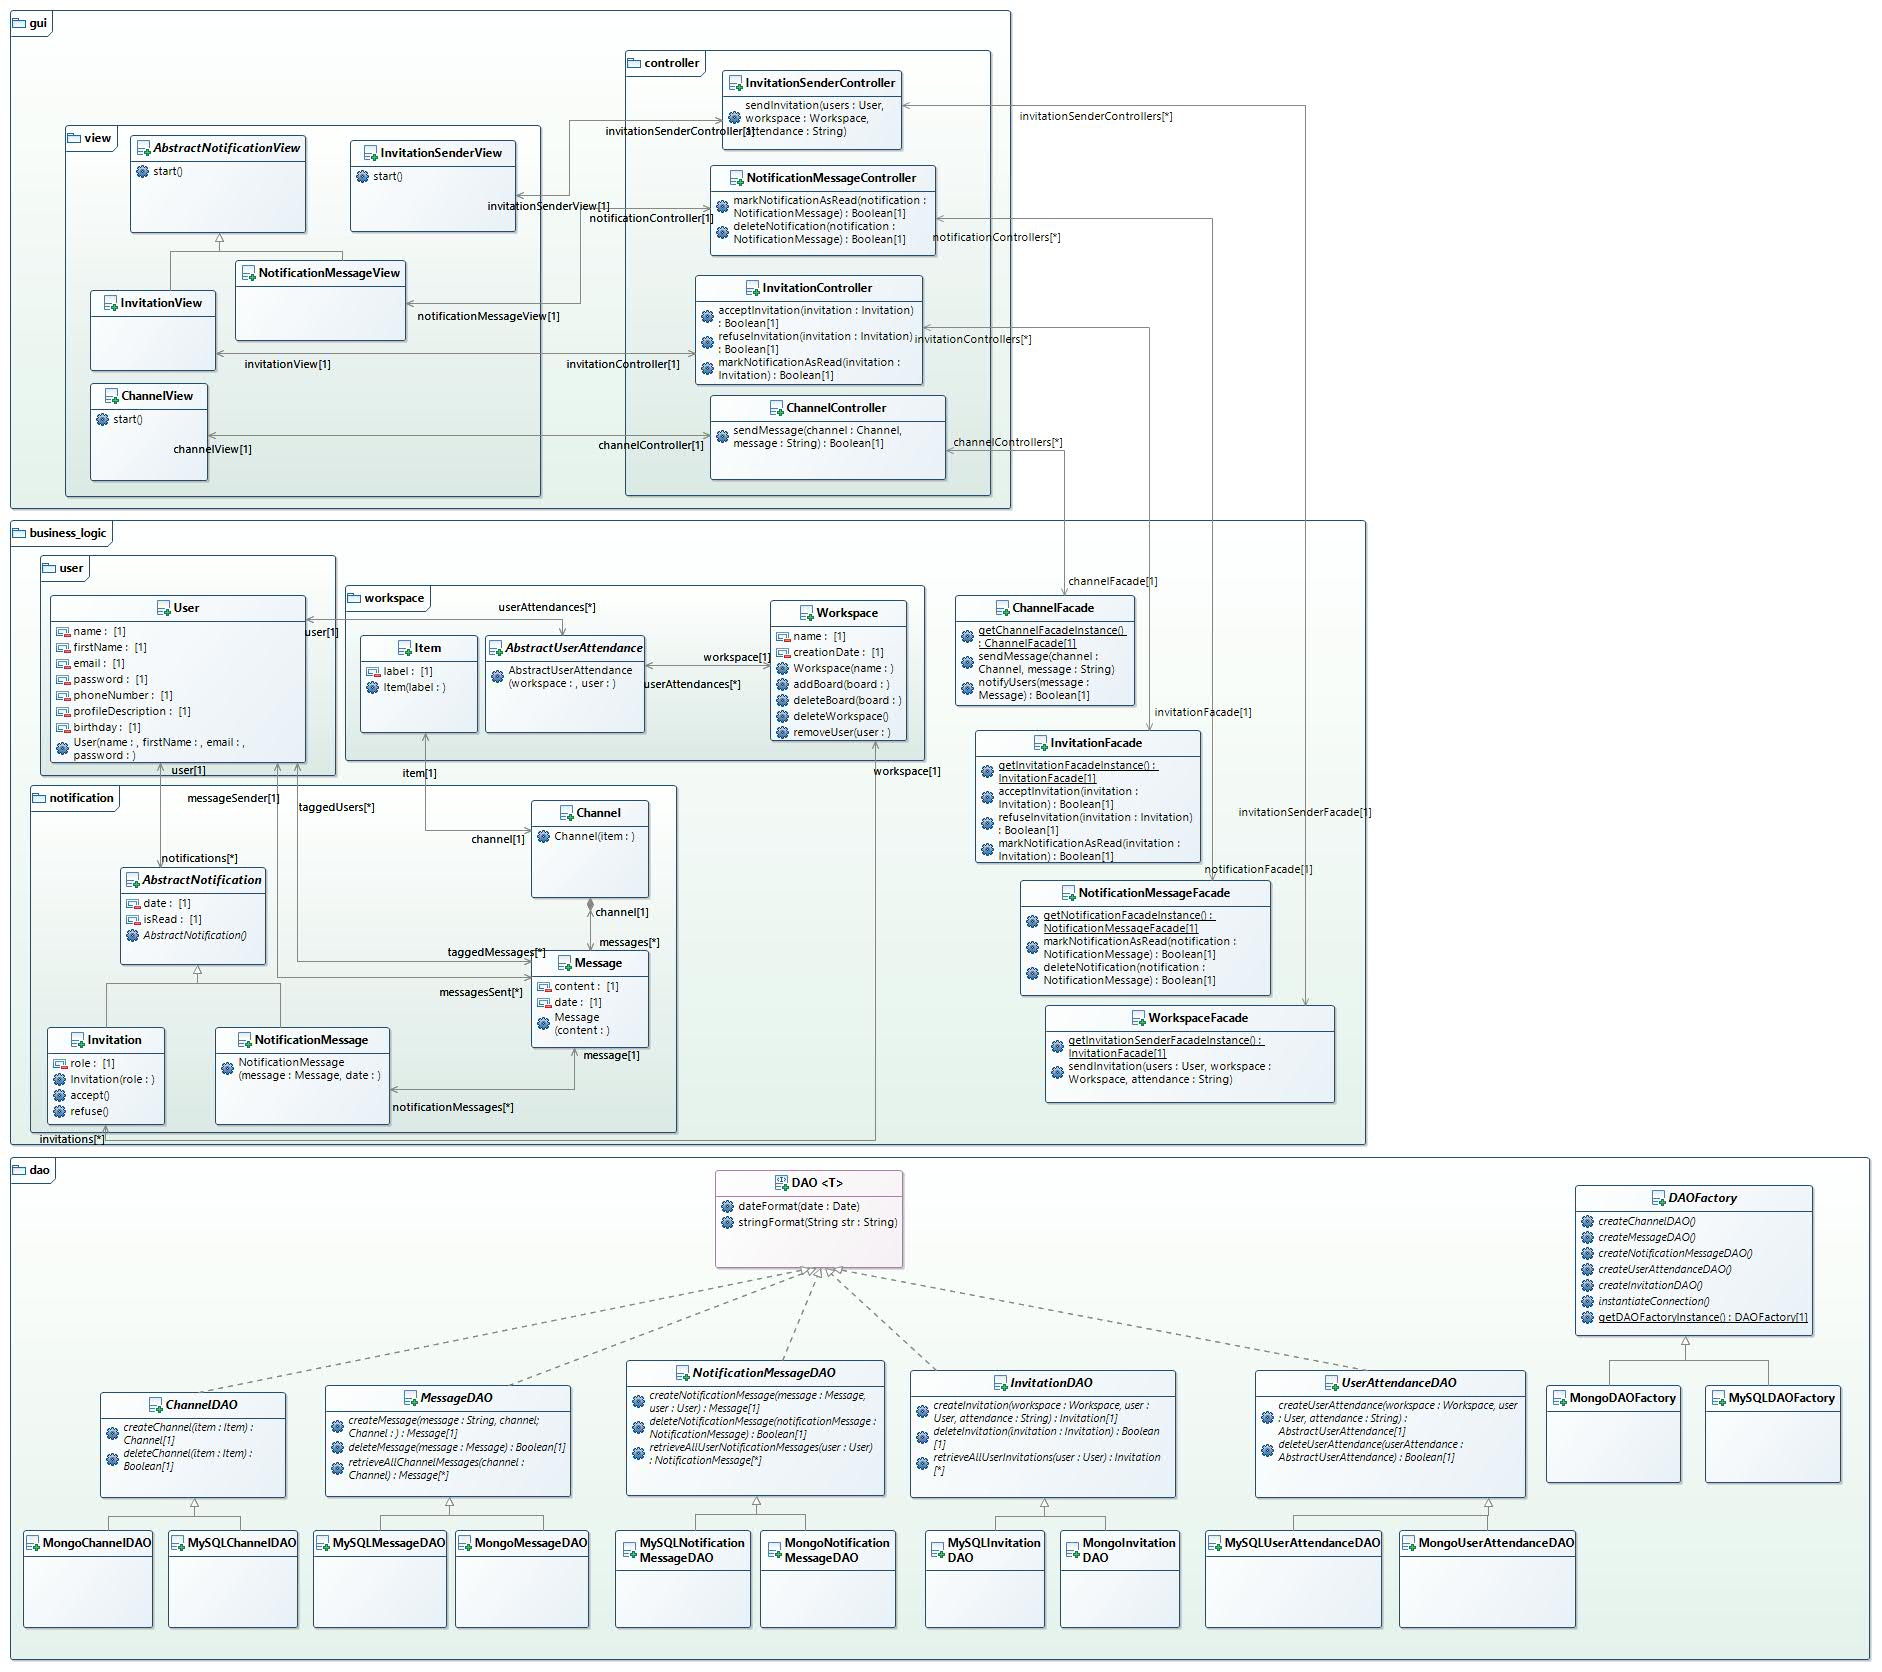 gui
controller
InvitationSenderController
sendInvitation(users : User,
workspace : Workspace,
attendance : String)
invitationSenderControllers[*]
invitationSenderController[1]
view
AbstractNotificationView
start()
InvitationSenderView
start()
invitationSenderView[1]
NotificationMessageController
markNotificationAsRead(notification :
NotificationMessage) : Boolean[1]
deleteNotification(notification :
NotificationMessage) : Boolean[1]
notificationController[1]
notificationControllers[*]
NotificationMessageView
notificationMessageView[1]
InvitationView
invitationView[1]
invitationController[1]
InvitationController
acceptInvitation(invitation : Invitation)
: Boolean[1]
refuseInvitation(invitation : Invitation)
: Boolean[1]
markNotificationAsRead(invitation :
Invitation) : Boolean[1]
invitationControllers[*]
ChannelView
start()
channelView[1]
channelController[1]
ChannelController
sendMessage(channel : Channel,
message : String) : Boolean[1]
channelControllers[*]
business_logic
user
User
name : [1]
firstName : [1]
email : [1]
password : [1]
phoneNumber : [1]
profileDescription : [1]
birthday : [1]
User(name : , firstName : , email : ,
password : )
user[1]
userAttendances[*]
workspace
Item
label : [1]
Item(label : )
AbstractUserAttendance
AbstractUserAttendance
(workspace : , user : )
workspace[1]
userAttendances[*]
Workspace
name : [1]
creationDate : [1]
Workspace(name : )
addBoard(board : )
deleteBoard(board : )
deleteWorkspace()
removeUser(user : )
channelFacade[1]
ChannelFacade
getChannelFacadeInstance()
: ChannelFacade[1]
sendMessage(channel :
Channel, message : String)
notifyUsers(message :
Message) : Boolean[1]
invitationFacade[1]
InvitationFacade
getInvitationFacadeInstance() :
InvitationFacade[1]
acceptInvitation(invitation :
Invitation) : Boolean[1]
refuseInvitation(invitation : Invitation)
: Boolean[1]
markNotificationAsRead(invitation :
Invitation) : Boolean[1]
invitationSenderFacade[1]
notificationFacade[1]
NotificationMessageFacade
getNotificationFacadeInstance() :
NotificationMessageFacade[1]
markNotificationAsRead(notification :
NotificationMessage) : Boolean[1]
deleteNotification(notification :
NotificationMessage) : Boolean[1]
WorkspaceFacade
getInvitationSenderFacadeInstance() :
InvitationFacade[1]
sendInvitation(users : User, workspace :
Workspace, attendance : String)
user[1]
item[1]
workspace[1]
notification
messageSender[1]
taggedUsers[*]
Channel
Channel(item : )
channel[1]
notifications[*]
AbstractNotification
date : [1]
isRead : [1]
AbstractNotification()
channel[1]
messages[*]
taggedMessages[*]
messagesSent[*]
Message
content : [1]
date : [1]
Message
(content : )
message[1]
Invitation
role : [1]
Invitation(role : )
accept()
refuse()
invitations[*]
NotificationMessage
NotificationMessage
(message : Message, date : )
notificationMessages[*]
dao
DAO <T>
dateFormat(date : Date)
stringFormat(String str : String)
DAOFactory
createChannelDAO()
createMessageDAO()
createNotificationMessageDAO()
createUserAttendanceDAO()
createInvitationDAO()
instantiateConnection()
getDAOFactoryInstance() : DAOFactory[1]
MongoDAOFactory
MySQLDAOFactory
ChannelDAO
createChannel(item : Item) :
Channel[1]
deleteChannel(item : Item) :
Boolean[1]
MessageDAO
createMessage(message : String, channel;
Channel : ) : Message[1]
deleteMessage(message : Message) : Boolean[1]
retrieveAllChannelMessages(channel :
Channel) : Message[*]
NotificationMessageDAO
createNotificationMessage(message : Message,
user : User) : Message[1]
deleteNotificationMessage(notificationMessage :
NotificationMessage) : Boolean[1]
retrieveAllUserNotificationMessages(user : User)
: NotificationMessage[*]
InvitationDAO
createInvitation(workspace : Workspace, user :
User, attendance : String) : Invitation[1]
deleteInvitation(invitation : Invitation) : Boolean
[1]
retrieveAllUserInvitations(user : User) : Invitation
[*]
UserAttendanceDAO
createUserAttendance(workspace : Workspace, user
: User, attendance : String) :
AbstractUserAttendance[1]
deleteUserAttendance(userAttendance :
AbstractUserAttendance) : Boolean[1]
MongoChannelDAO
MySQLChannelDAO
MySQLMessageDAO
MongoMessageDAO
MySQLNotification
MessageDAO
MongoNotification
MessageDAO
MySQLInvitation
DAO
MongoInvitation
DAO
MySQLUserAttendanceDAO
MongoUserAttendanceDAO